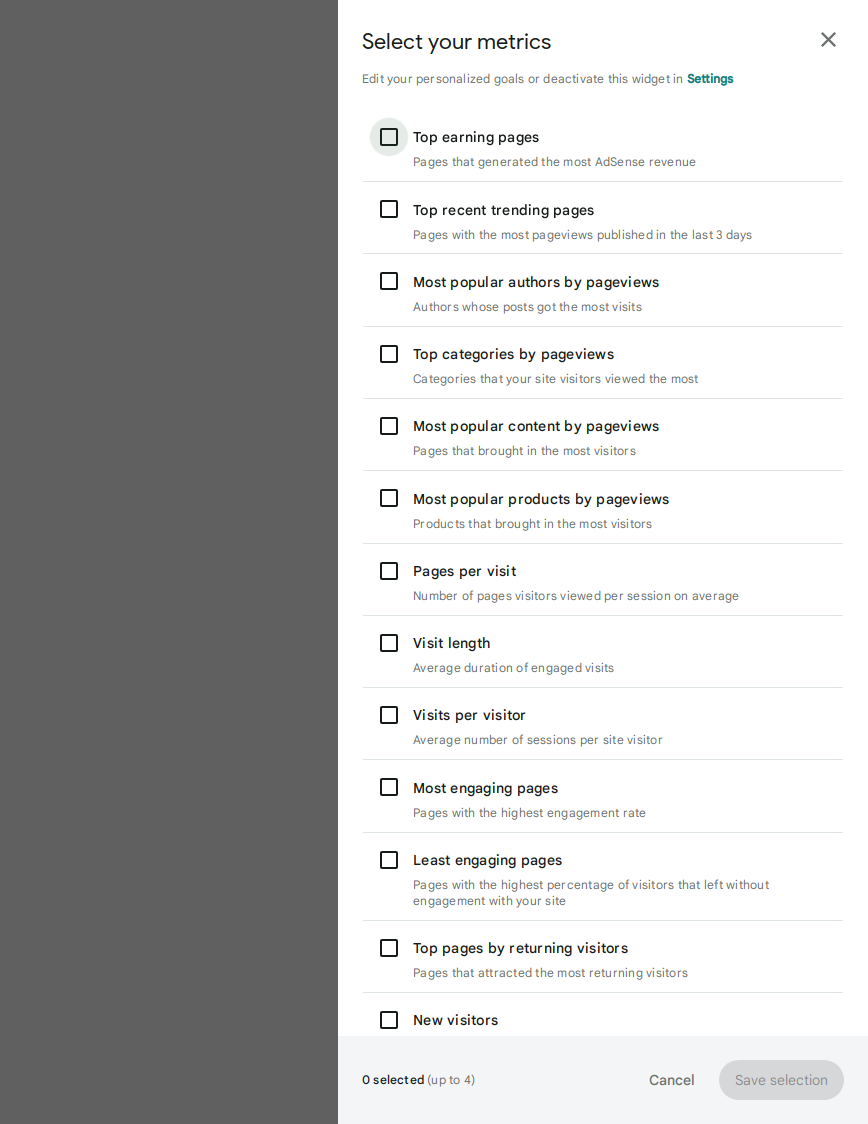 Select your metrics
Edit your personalized goals or deactivate this widget in Settings
Top earning pages
Pages that generated the most AdSense revenue
Top recent trending pages
Pages with the most pageviews published in the last 3 days
Most popular authors by pageviews
Authors whose posts got the most visits
Top categories by pageviews
Categories that your site visitors viewed the most
Most popular content by pageviews
Pages that brought in the most visitors
Most popular products by pageviews
Products that brought in the most visitors
Pages per visit
Number of pages visitors viewed per session on average
Visit length
Average duration of engaged visits
Visits per visitor
Average number of sessions per site visitor
Most engaging pages
Pages with the highest engagement rate
Least engaging pages
Pages with the highest percentage of visitors that left without
engagement with your site
Top pages by returning visitors
Pages that attracted the most returning visitors
New visitors
0 selected (up to 4)
Cancel
Save selection